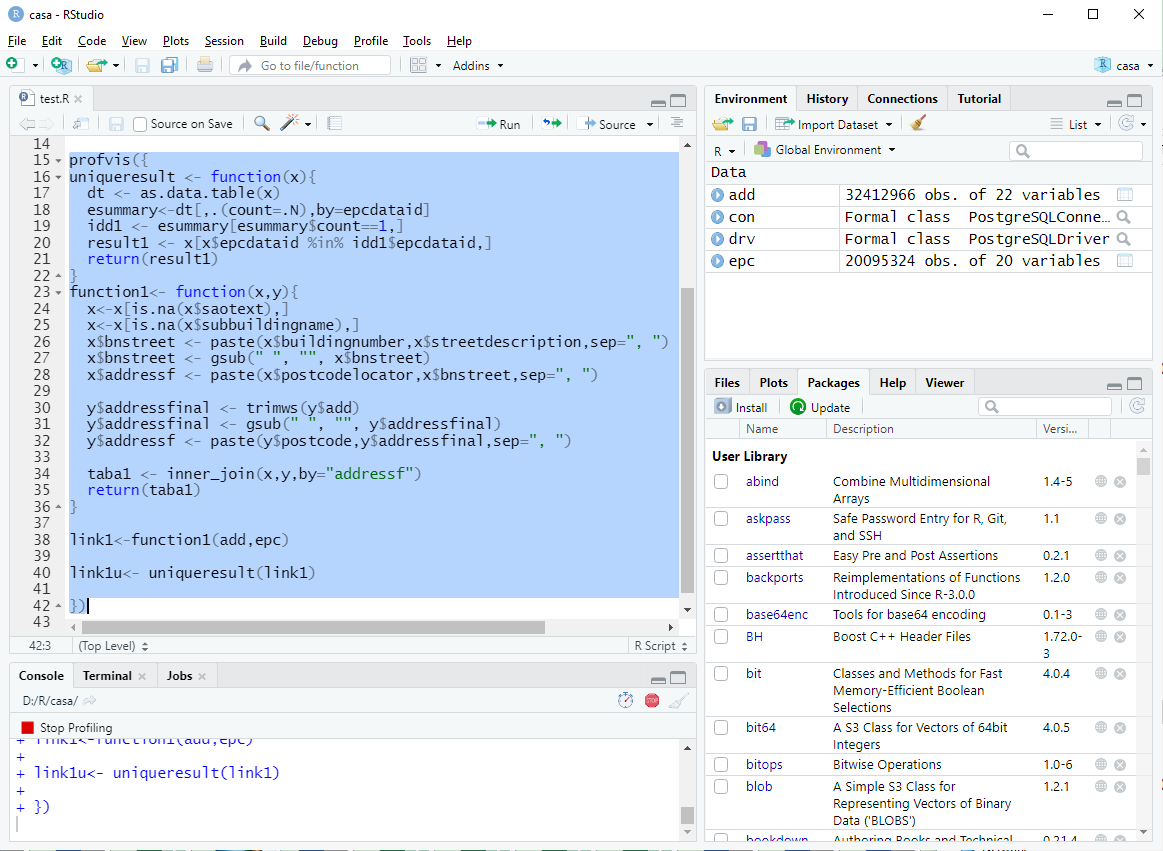 casa - RStudio
File Edit Code View Plots Session Build Debug Profile Tools Help
Go to file/function Addins casa
test.R
Source on Save Run Source
14
15 profvis({
16 uniqueresult <- function(x){
17 dt <- as.data.table(x)
18 esummary<-dt[,.(count=.N),by=epcdataid]
19 idd1 <- esummary[esummary$count==1,]
20 result1 <- x[x$epcdataid %in% idd1$epcdataid,]
21 return(result1)
22 }
23 function1<- function(x,y){
24 x<-x[is.na(x$saotext),]
25 x<-x[is.na(x$subbuildingname),]
26 x$bnstreet <- paste(x$buildingnumber,x$streetdescription,sep=", ")
27 x$bnstreet <- gsub(" ", "", x$bnstreet)
28 x$addressf <- paste(x$postcodelocator,x$bnstreet,sep=", ")
29
30 y$addressfinal <- trimws(y$add)
31 y$addressfinal <- gsub(" ", "", y$addressfinal)
32 y$addressf <- paste(y$postcode,y$addressfinal,sep=", ")
33
34 taba1 <- inner_join(x,y,by="addressf")
35 return(taba1)
36 }
37
38 link1<-function1(add,epc)
39
40 link1u<- uniqueresult(link1)
41
42 })
43
42:3 (Top Level) R Script
Console Terminal Jobs
D:/R/casa/
Stop Profiling
+ link1<-function1(add,epc)
+
+ link1u<- uniqueresult(link1)
+
+ })
Environment History Connections Tutorial
Import Dataset List
R Global Environment
Data
add 32412966 obs. of 22 variables
con Formal class PostgreSQLConne…
drv Formal class PostgreSQLDriver
epc 20095324 obs. of 20 variables
Files Plots Packages Help Viewer
Install Update
Name Description Versi...
User Library
abind Combine Multidimensional 1.4-5
Arrays
askpass Safe Password Entry for R, Git, 1.1
and SSH
assertthat Easy Pre and Post Assertions 0.2.1
backports Reimplementations of Functions 1.2.0
Introduced Since R-3.0.0
base64enc Tools for base64 encoding 0.1-3
BH Boost C++ Header Files 1.72.0-
3
bit Classes and Methods for Fast 4.0.4
Memory-Efficient Boolean
Selections
bit64 A S3 Class for Vectors of 64bit 4.0.5
Integers
bitops Bitwise Operations 1.0-6
blob A Simple S3 Class for 1.2.1
Representing Vectors of Binary
Data ('BLOBS')
bookdown Authoring Books and Technical 0.21.4